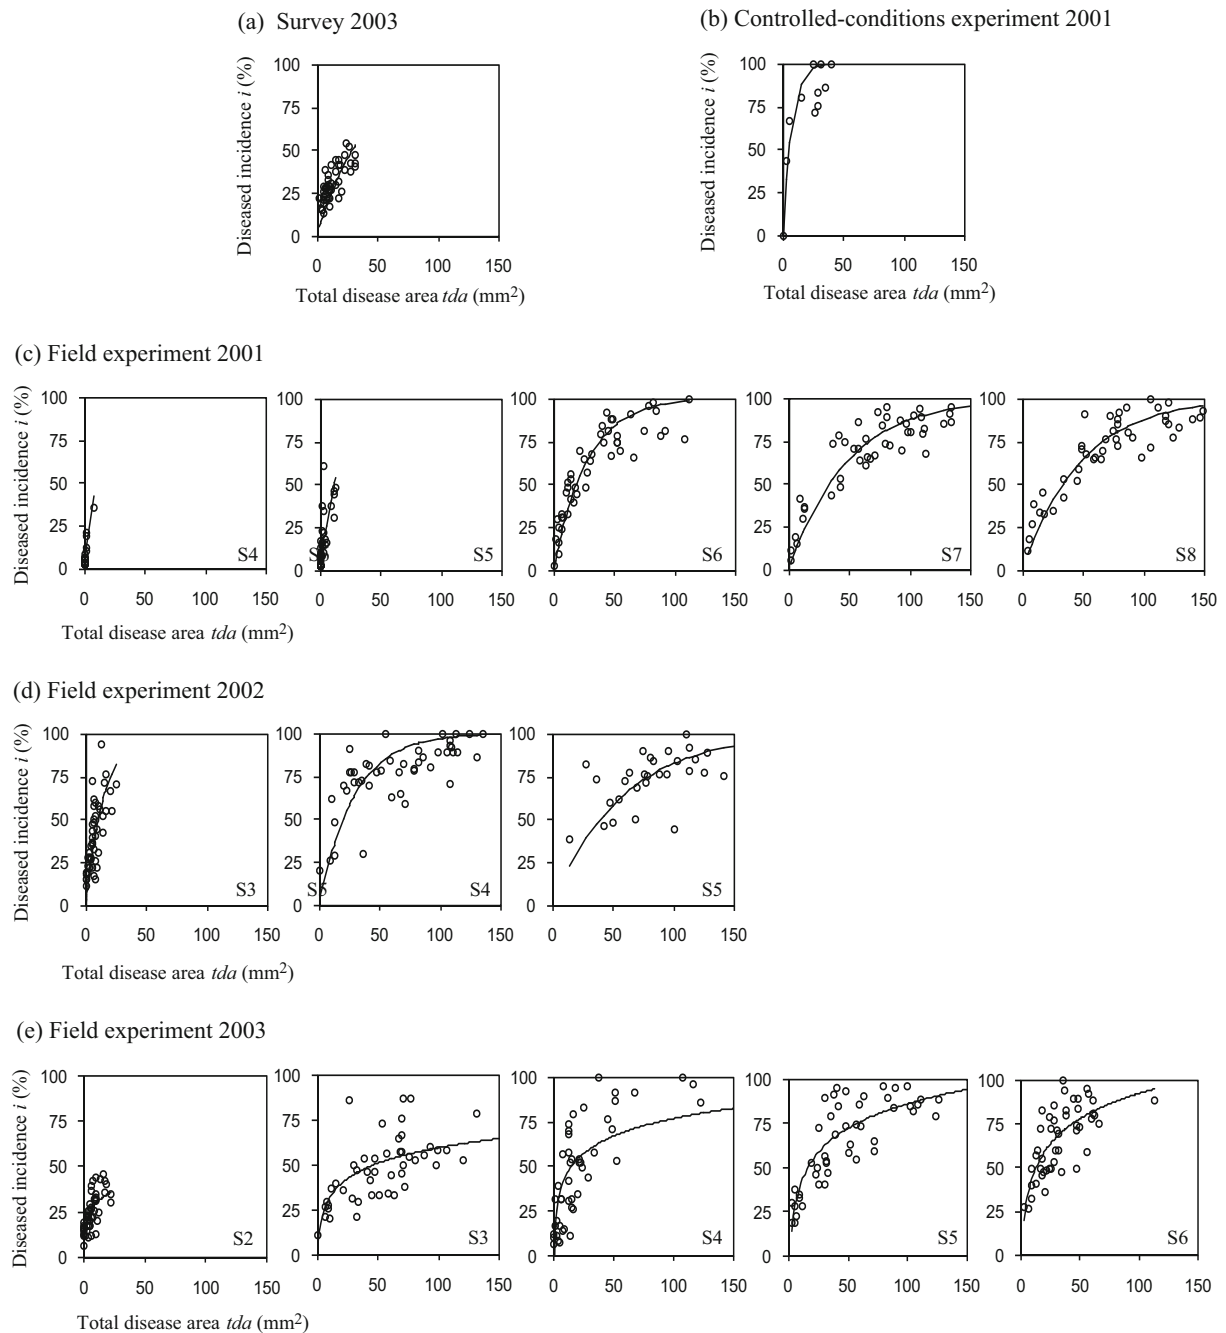 (a) Survey 2003
(b) Controlled-conditions experiment 2001
Diseased incidence i (%)
100
75
50
25
0
0 50 100 150
Total disease area tda (mm²)
Diseased incidence i (%)
100
75
50
25
0
0 50 100 150
Total disease area tda (mm²)
(c) Field experiment 2001
Diseased incidence i (%)
100
75
50
25
0
S4
0 50 100 150
100
75
50
25
0
S5
0 50 100 150
100
75
50
25
0
S6
0 50 100 150
100
75
50
25
0
S7
0 50 100 150
100
75
50
25
0
S8
0 50 100 150
Total disease area tda (mm²)
(d) Field experiment 2002
Diseased incidence i (%)
100
75
50
25
0
S3
0 50 100 150
100
75
50
25
0
S4
0 50 100 150
100
75
50
25
0
S5
0 50 100 150
Total disease area tda (mm²)
(e) Field experiment 2003
Diseased incidence i (%)
100
75
50
25
0
S2
0 50 100 150
100
75
50
25
0
S3
0 50 100 150
100
75
50
25
0
S4
0 50 100 150
100
75
50
25
0
S5
0 50 100 150
100
75
50
25
0
S6
0 50 100 150
Total disease area tda (mm²)